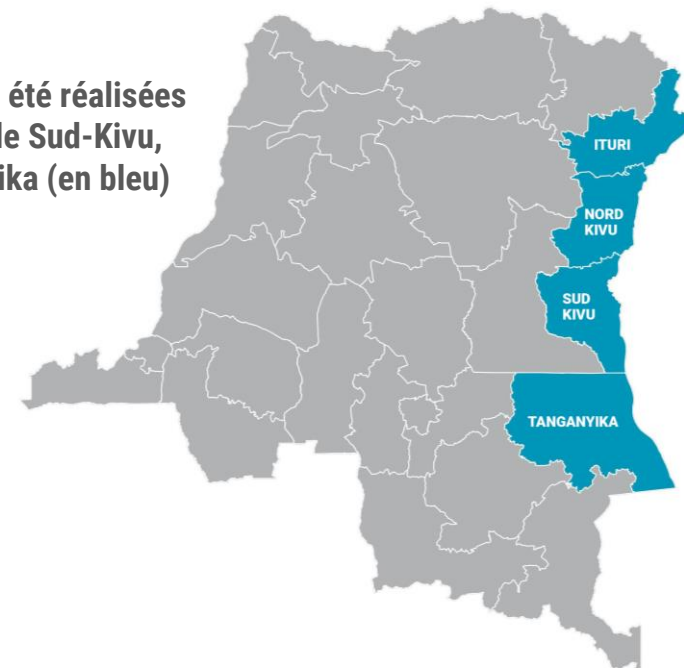 été réalisées
le Sud-Kivu,
ika (en bleu)
ITURI
NORD
KIVU
SUD
KIVU
TANGANYIKA